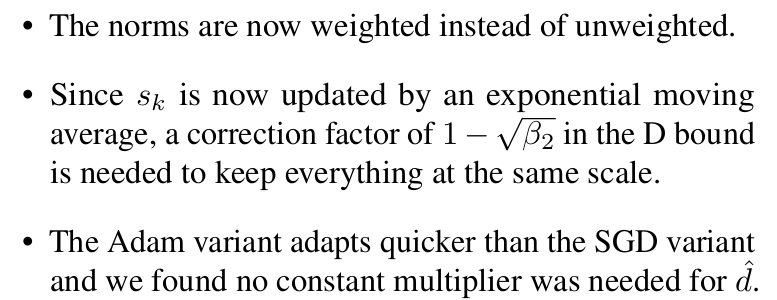 • The norms are now weighted instead of unweighted.
• Since $s_k$ is now updated by an exponential moving
average, a correction factor of $1 - \sqrt{\beta_2}$ in the D bound
is needed to keep everything at the same scale.
• The Adam variant adapts quicker than the SGD variant
and we found no constant multiplier was needed for $\hat{d}$.